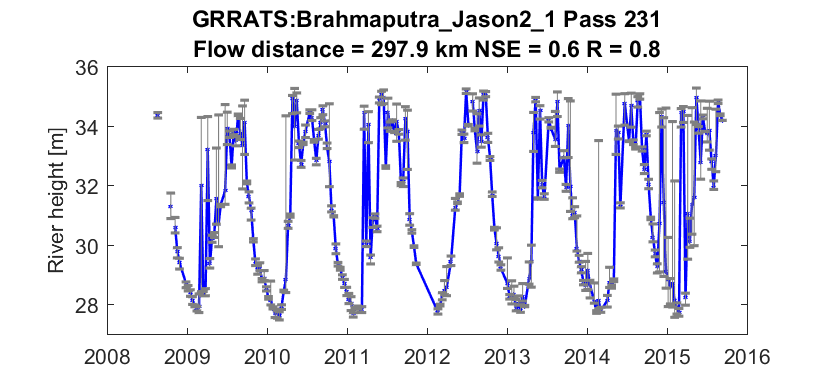 GRRATS:Brahmaputra_Jason2_1 Pass 231
Flow distance = 297.9 km NSE = 0.6 R = 0.8
36
34
32
30
28
River height [m]
2008 2009 2010 2011 2012 2013 2014 2015 2016